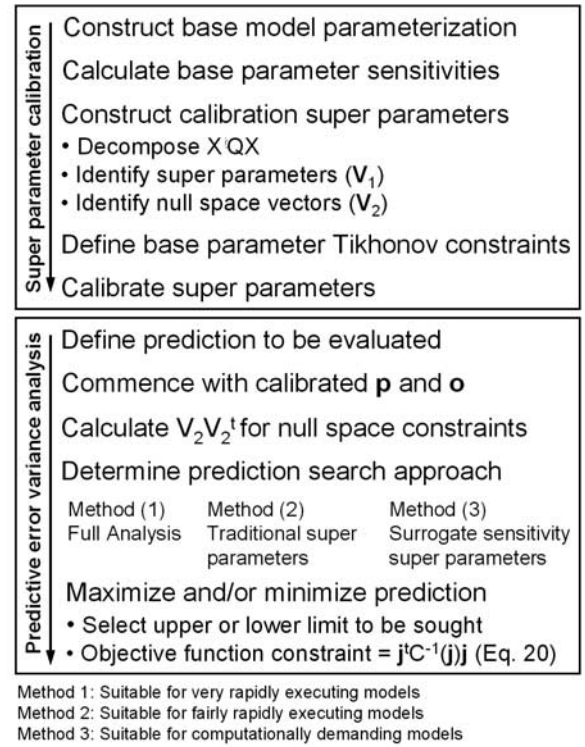 Super parameter calibration
Construct base model parameterization
Calculate base parameter sensitivities
Construct calibration super parameters
• Decompose XᵗQX
• Identify super parameters (V₁)
• Identify null space vectors (V₂)
Define base parameter Tikhonov constraints
Calibrate super parameters
Predictive error variance analysis
Define prediction to be evaluated
Commence with calibrated p and o
Calculate V₂V₂ᵗ for null space constraints
Determine prediction search approach
Method (1) Method (2) Method (3)
Full Analysis Traditional super Surrogate sensitivity
parameters super parameters
Maximize and/or minimize prediction
• Select upper or lower limit to be sought
• Objective function constraint = jᵗC⁻¹(j)j (Eq. 20)
Method 1: Suitable for very rapidly executing models
Method 2: Suitable for fairly rapidly executing models
Method 3: Suitable for computationally demanding models